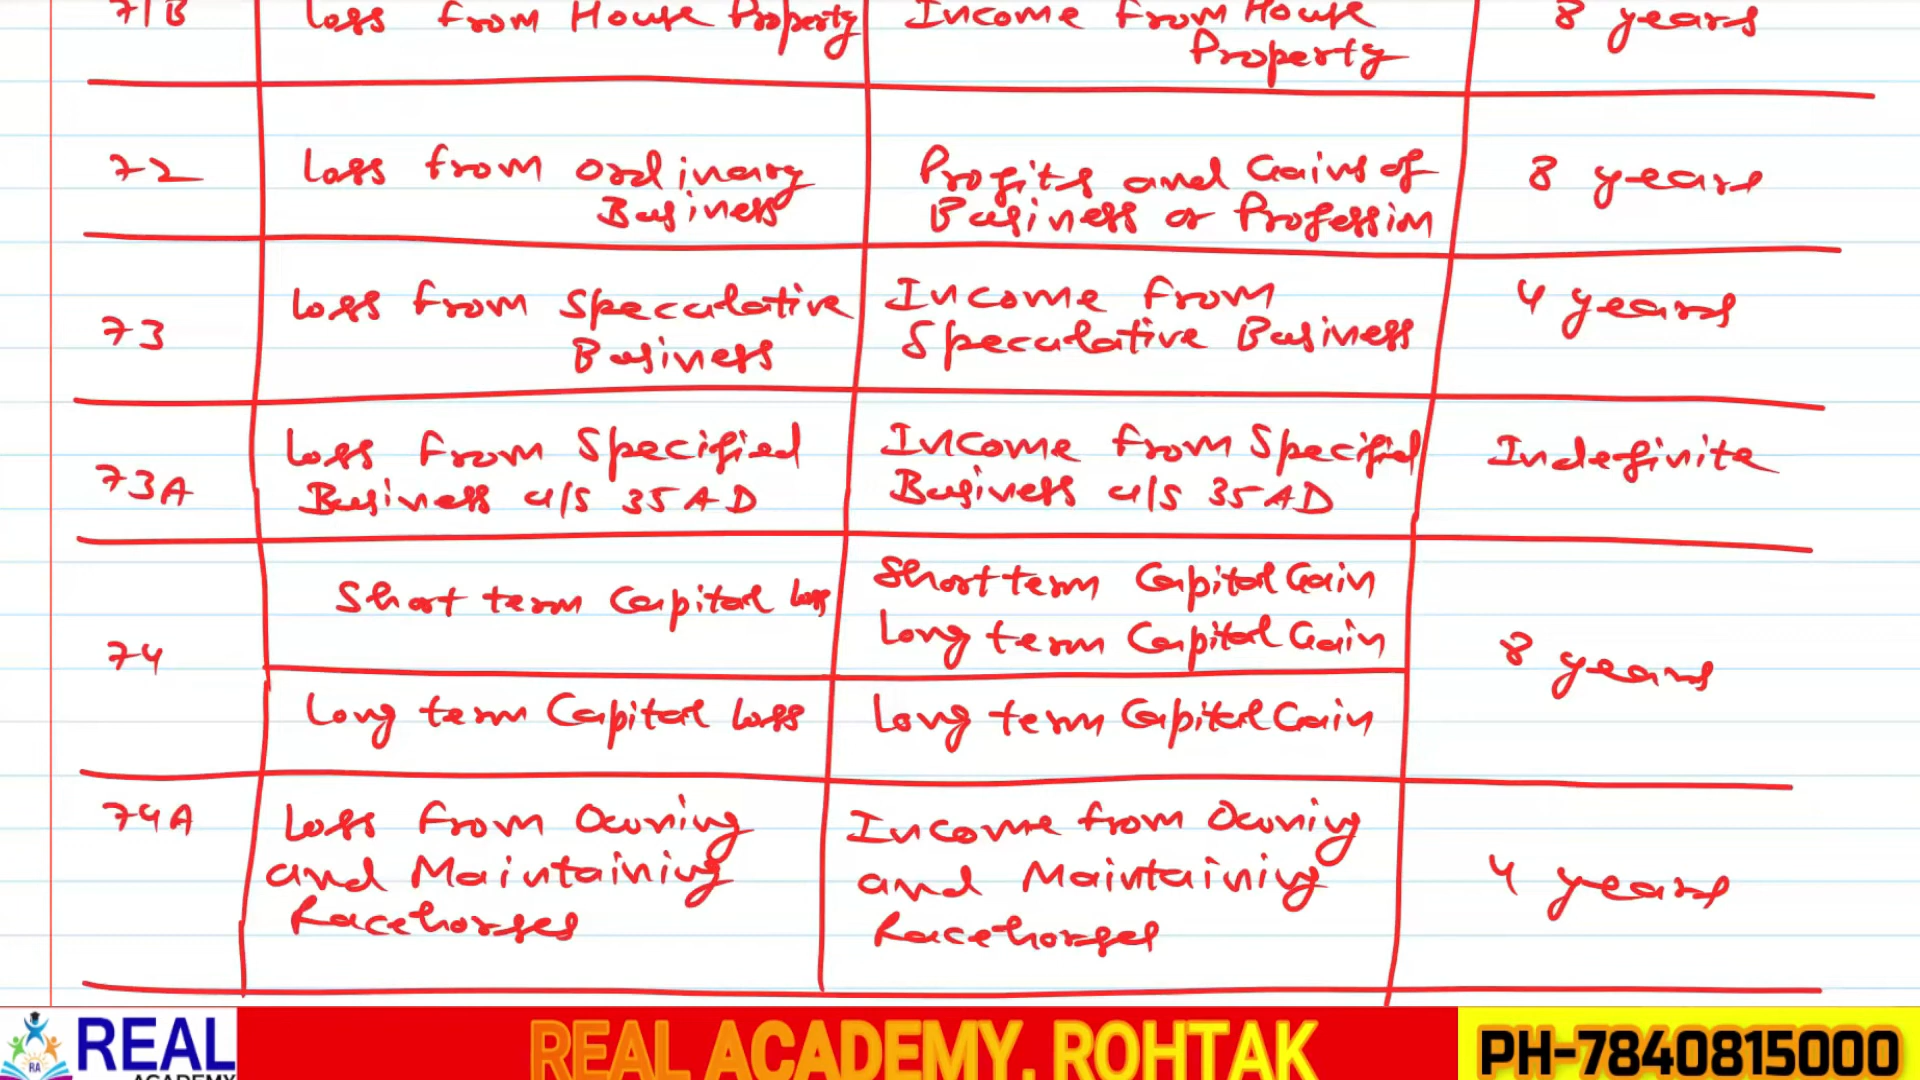 71B Loss from House Property Income from House Property 8 years
72 Loss from Ordinary Business Profits and Gains of Business or Profession 8 years
73 Loss from Speculative Business Income from Speculative Business 4 years
73A Loss from Specified Business u/s 35AD Income from Specified Business u/s 35AD Indefinite
74 Short term Capital Loss Short term Capital Gain
Long term Capital Gain 8 years
Long term Capital Loss Long term Capital Gain
74A Loss from Owning and Maintaining Racehorses Income from Owning and Maintaining Racehorses 4 years
RA
REAL
ACADEMY
REAL ACADEMY, ROHTAK
PH-7840815000